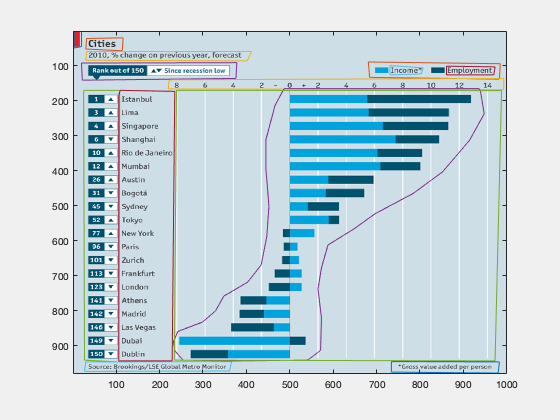 Cities
2010, % change on previous year, forecast
Rank out of 150 ▲▼ Since recession low
Income* Employment
8 6 4 2 - 0 + 2 4 6 8 10 12 14
1 ▲ Istanbul
3 ▲ Lima
4 ▲ Singapore
6 ▼ Shanghai
10 ▲ Rio de Janeiro
12 ▲ Mumbai
26 ▲ Austin
31 ▼ Bogotá
45 ▼ Sydney
52 ▲ Tokyo
77 ▲ New York
96 ▼ Paris
101 ▼ Zurich
113 ▼ Frankfurt
123 ▼ London
141 ▼ Athens
142 ▼ Madrid
146 ▼ Las Vegas
149 ▼ Dubai
150 ▼ Dublin
Source: Brookings/LSE Global Metro Monitor *Gross value added per person
100
200
300
400
500
600
700
800
900
100 200 300 400 500 600 700 800 900 1000